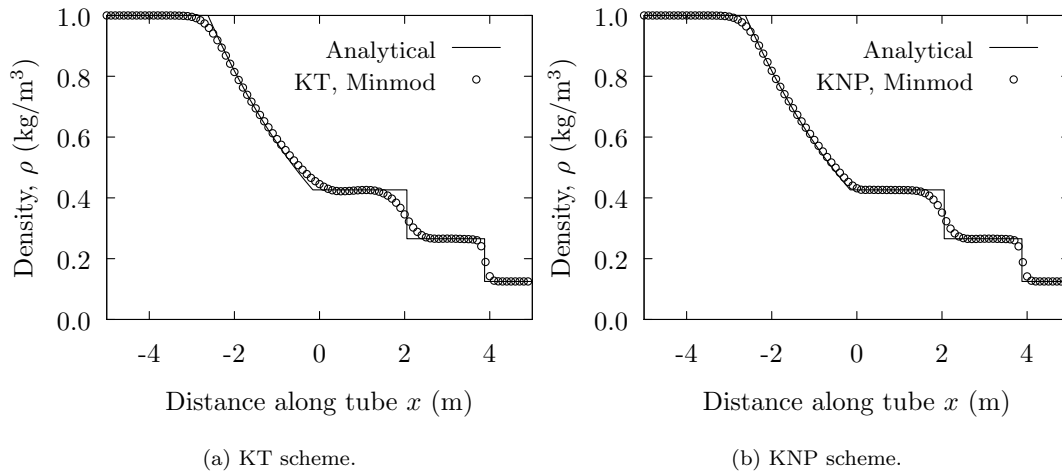 1.0
0.8
0.6
0.4
0.2
0.0
Density, ρ (kg/m³)
Analytical
KT, Minmod
-4 -2 0 2 4
Distance along tube x (m)
(a) KT scheme.
1.0
0.8
0.6
0.4
0.2
0.0
Density, ρ (kg/m³)
Analytical
KNP, Minmod
-4 -2 0 2 4
Distance along tube x (m)
(b) KNP scheme.